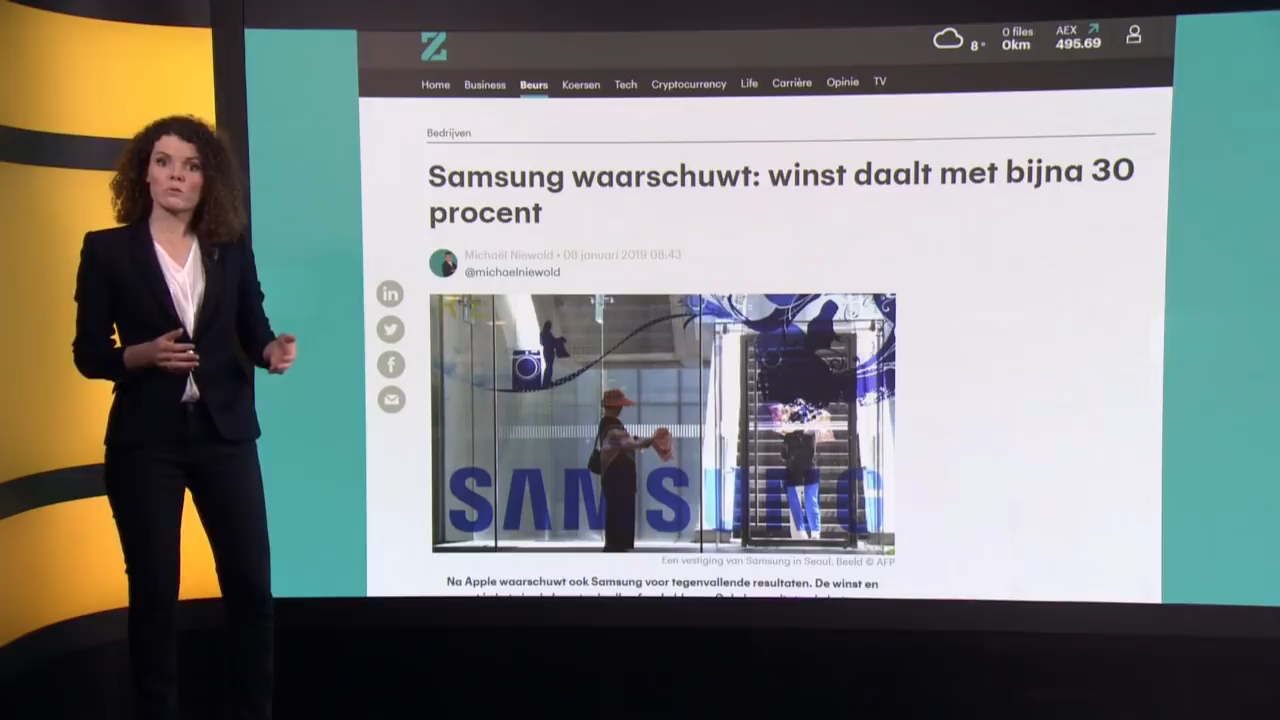 Z
8°
0 files
0km
AEX
495.69
Home Business Beurs Koersen Tech Cryptocurrency Life Carrière Opinie TV
Bedrijven
Samsung waarschuwt: winst daalt met bijna 30
procent
Michaël Niewold • 08 januari 2019 08:43
@michaelniewold
in
f
SAMSUNG
Een vestiging van Samsung in Seoul. Beeld © AFP
Na Apple waarschuwt ook Samsung voor tegenvallende resultaten. De winst en